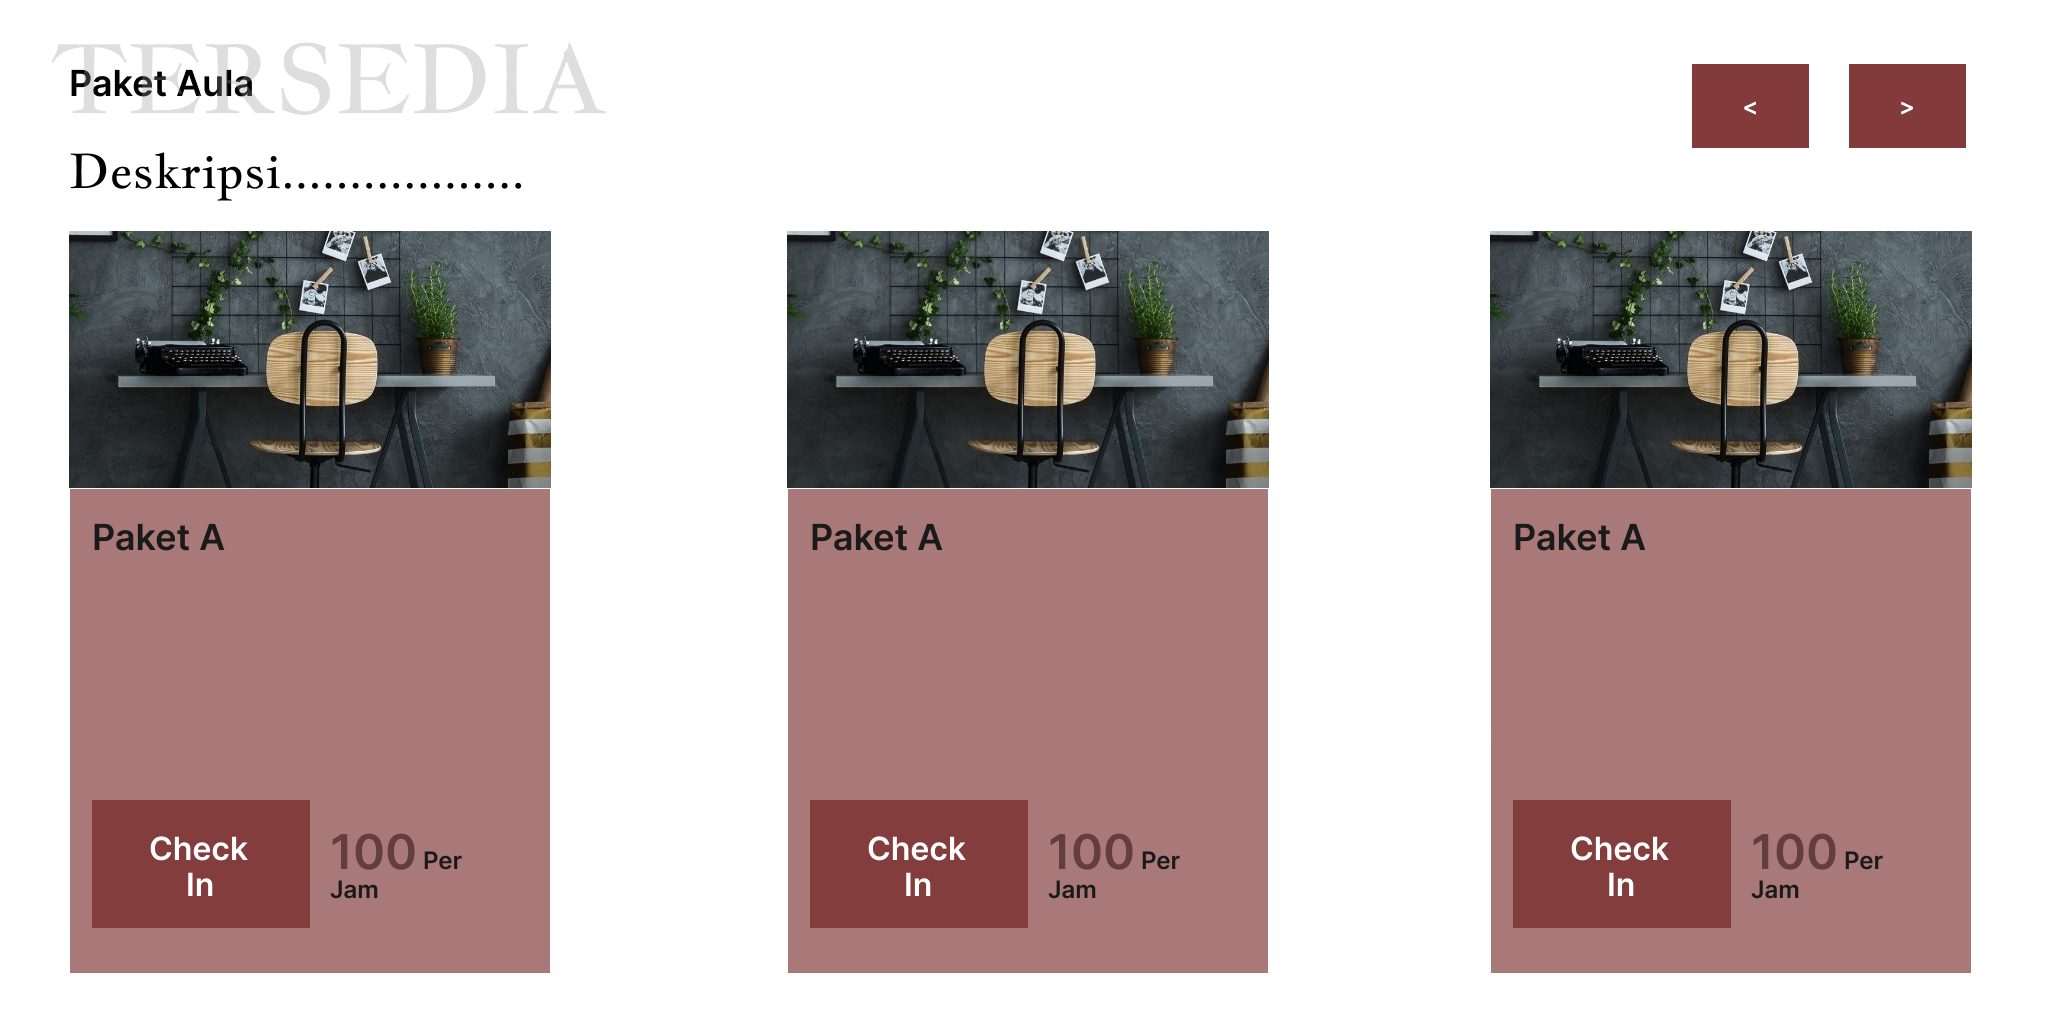 TERSEDIA
Paket Aula
<
>
Deskripsi..................
Paket A
Check
In
100 Per
Jam
Paket A
Check
In
100 Per
Jam
Paket A
Check
In
100 Per
Jam